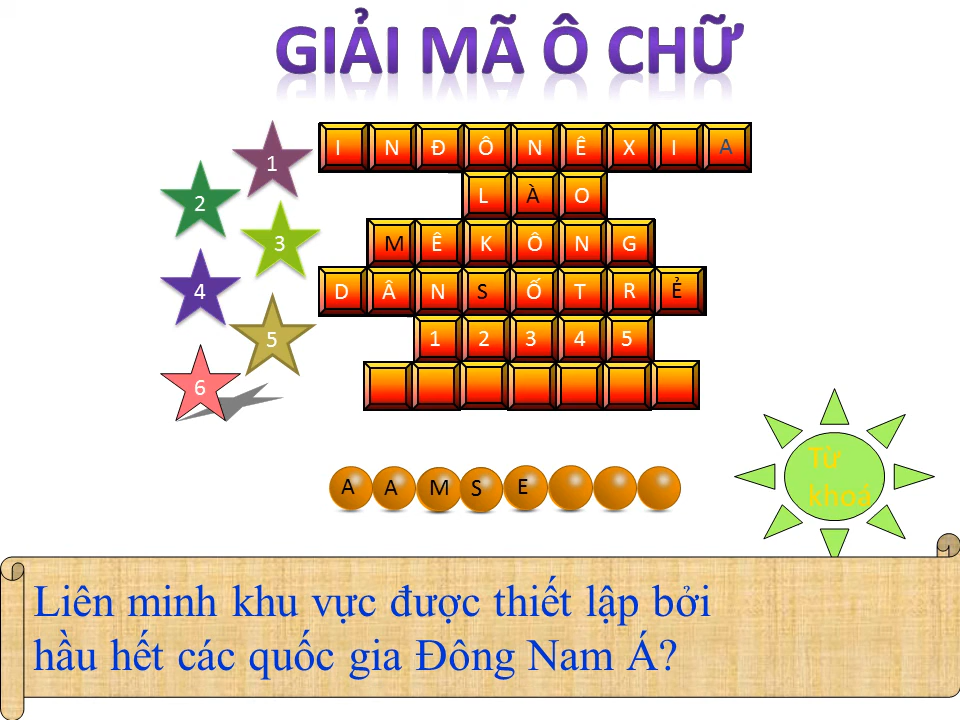 GIẢI MÃ Ô CHỮ
1
I N Đ Ô N Ê X I A
2
L À O
3
M Ê K Ô N G
4
D Â N S Ố T R Ẻ
5
1 2 3 4 5
6
A A M S E
Từ
khoá
Liên minh khu vực được thiết lập bởi
hầu hết các quốc gia Đông Nam Á?